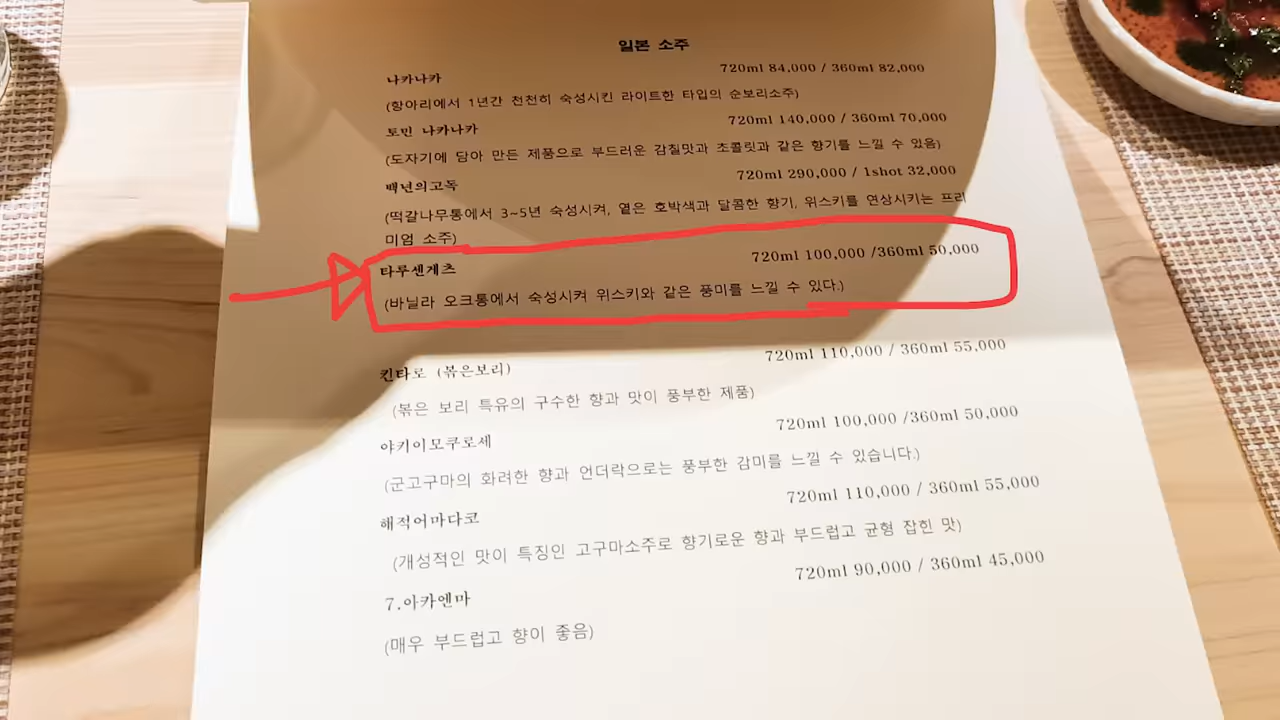 일본 소주
나카나카 720ml 84,000 / 360ml 82,000
(항아리에서 1년간 천천히 숙성시킨 라이트한 타입의 순보리소주)
토민 나카나카 720ml 140,000 / 360ml 70,000
(도자기에 담아 만든 제품으로 부드러운 감칠맛과 초콜릿과 같은 향기를 느낄 수 있음)
백년의고독 720ml 290,000 / 1shot 32,000
(떡갈나무통에서 3~5년 숙성시켜, 옅은 호박색과 달콤한 향기, 위스키를 연상시키는 프리
미엄 소주)
타루센게츠 720ml 100,000 /360ml 50,000
(바닐라 오크통에서 숙성시켜 위스키와 같은 풍미를 느낄 수 있다.)
킨타로 (볶은보리) 720ml 110,000 / 360ml 55,000
(볶은 보리 특유의 구수한 향과 맛이 풍부한 제품)
야키이모쿠로세 720ml 100,000 /360ml 50,000
(군고구마의 화려한 향과 언더락으로는 풍부한 감미를 느낄 수 있습니다.)
해적어마다코 720ml 110,000 / 360ml 55,000
(개성적인 맛이 특징인 고구마소주로 향기로운 향과 부드럽고 균형 잡힌 맛)
7.아카엔마 720ml 90,000 / 360ml 45,000
(매우 부드럽고 향이 좋음)